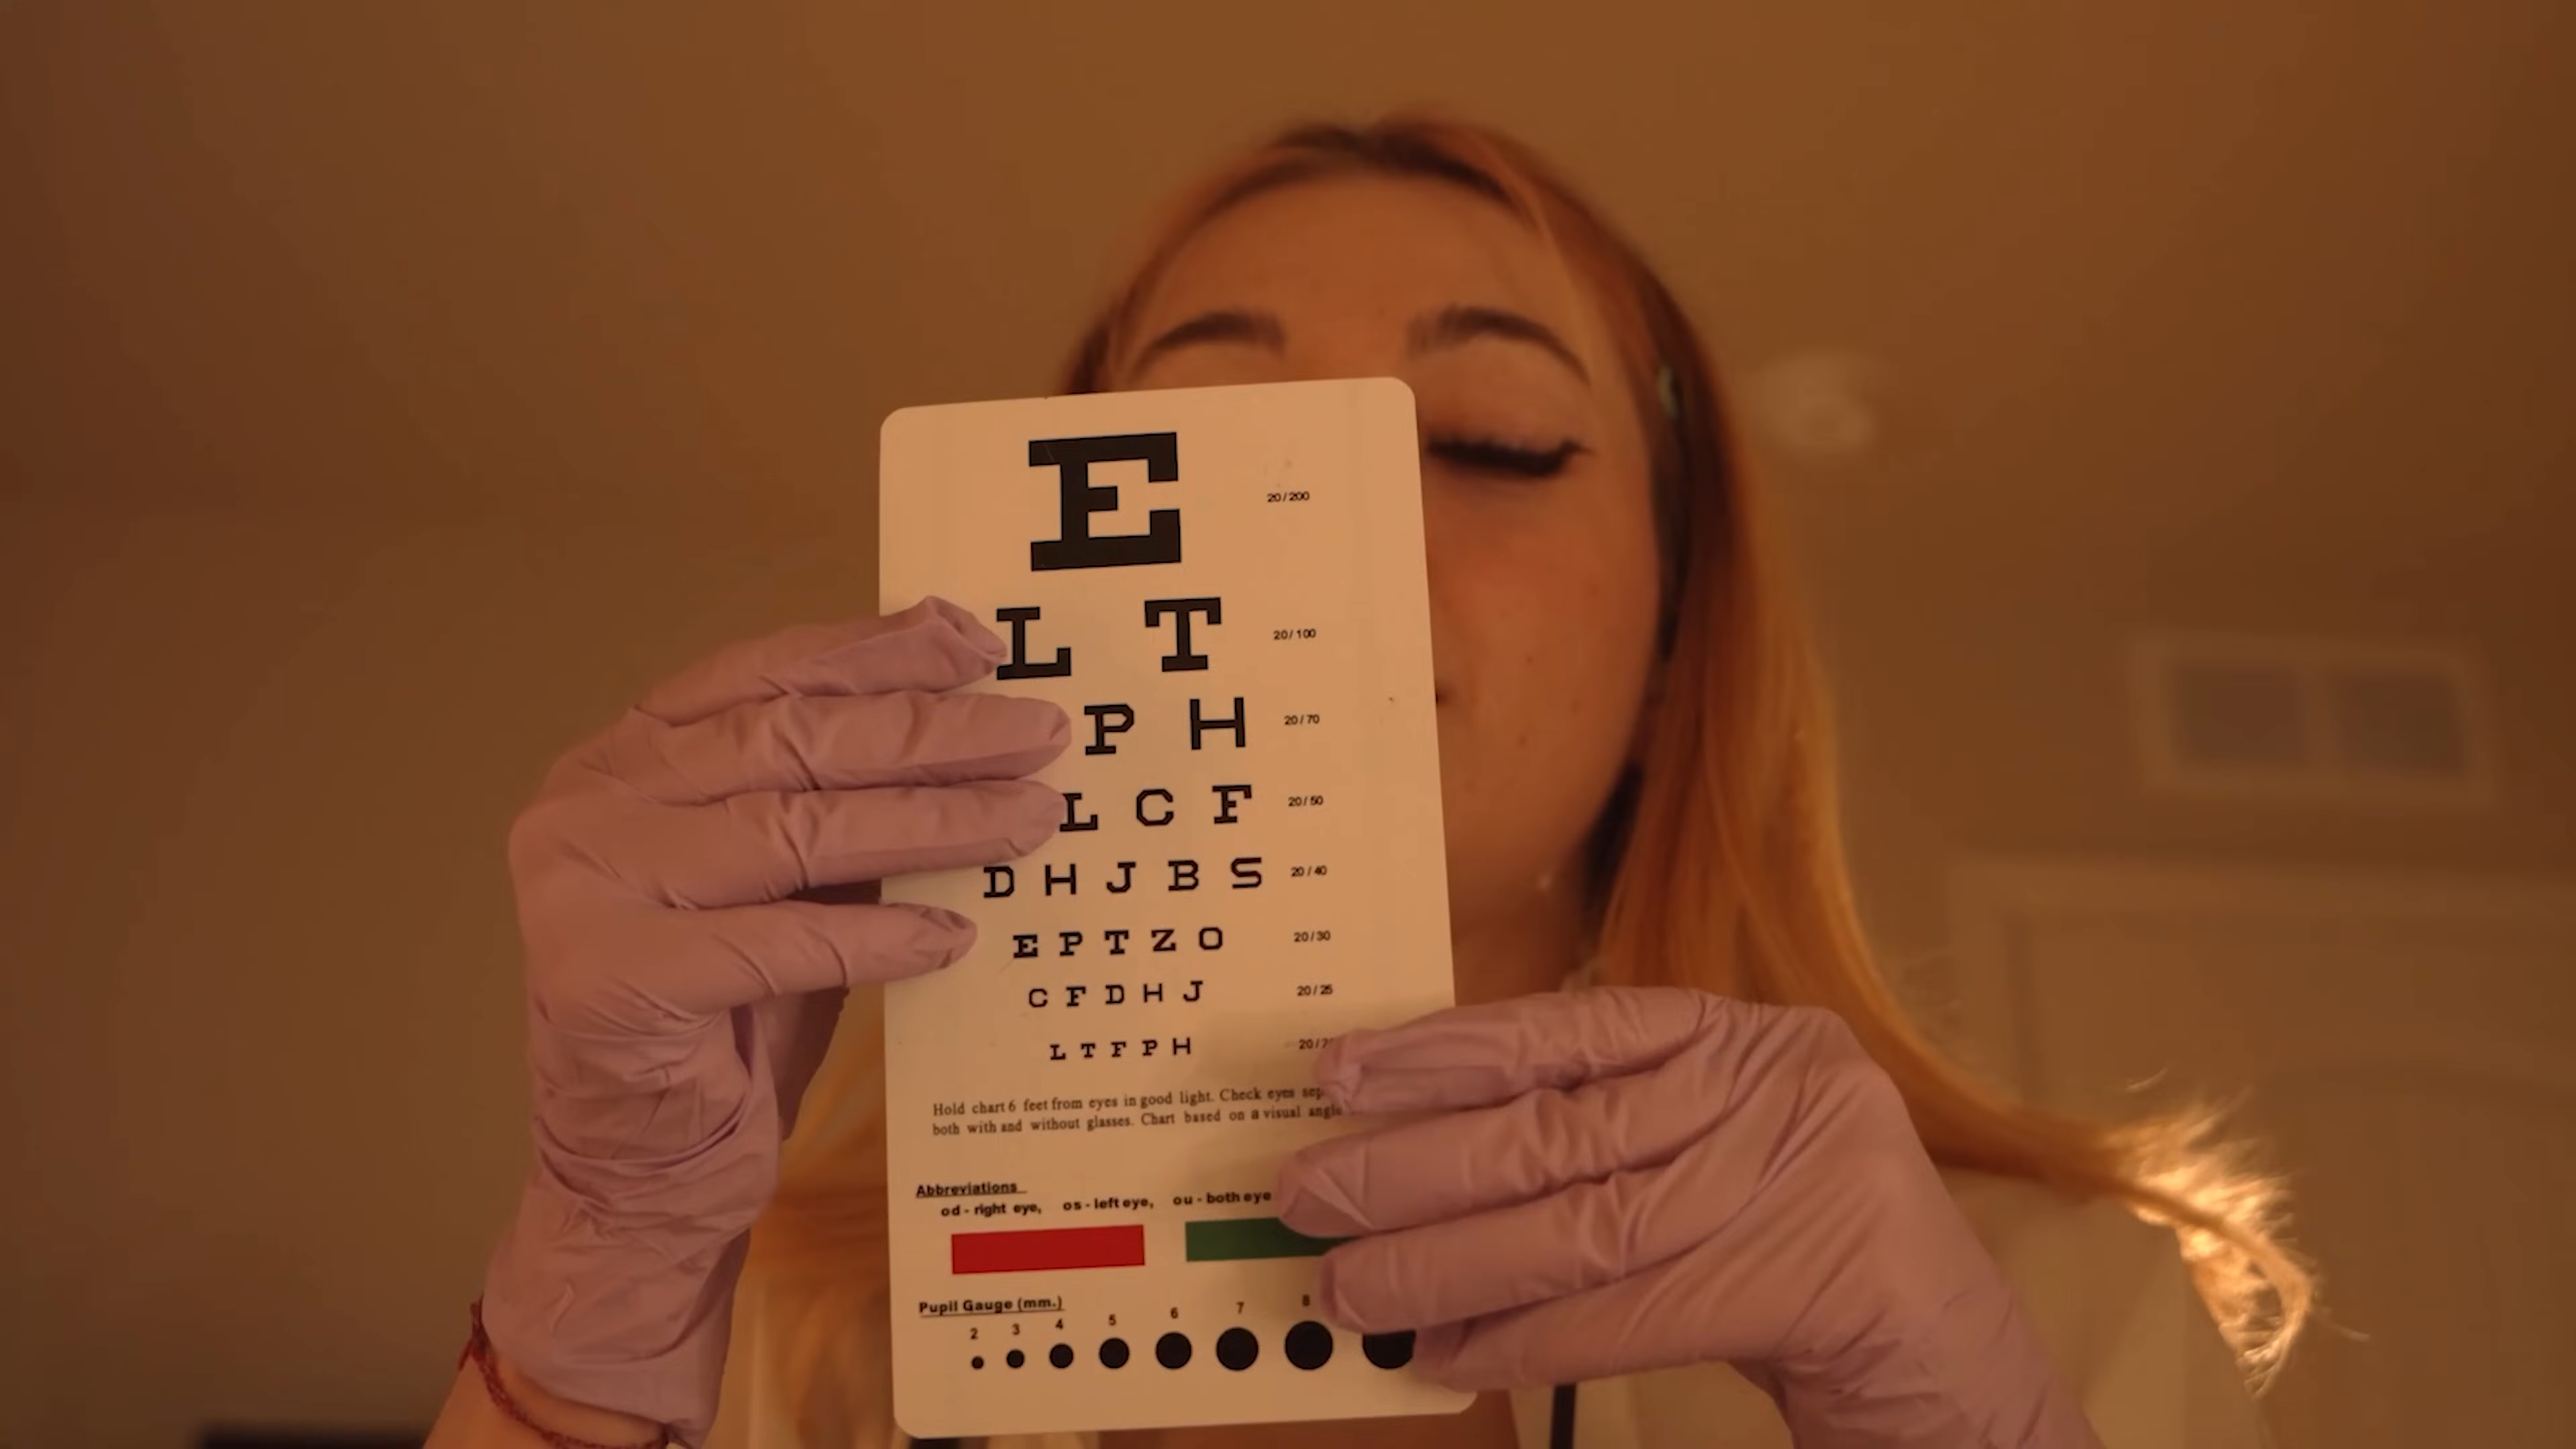 E 20/200
L T 20/100
P H 20/70
L C F 20/50
D H J B S 20/40
E P T Z O 20/30
C F D H J 20/25
L T F P H
Hold chart 6 feet from eyes in good light. Check eyes
both with and without glasses. Chart based on a visual angle
Abbreviations
od - right eye, os - left eye, ou - both eye
Pupil Gauge (mm.)
2 3 4 5 6 7 8